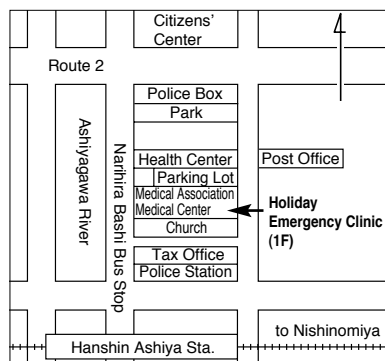 Citizens'
Center
Route 2
Police Box
Park
Ashiyagawa River
Narihira Bashi Bus Stop
Health Center
Post Office
Parking Lot
Medical Association
Medical Center
Holiday
Emergency Clinic
(1F)
Church
Tax Office
Police Station
to Nishinomiya
Hanshin Ashiya Sta.